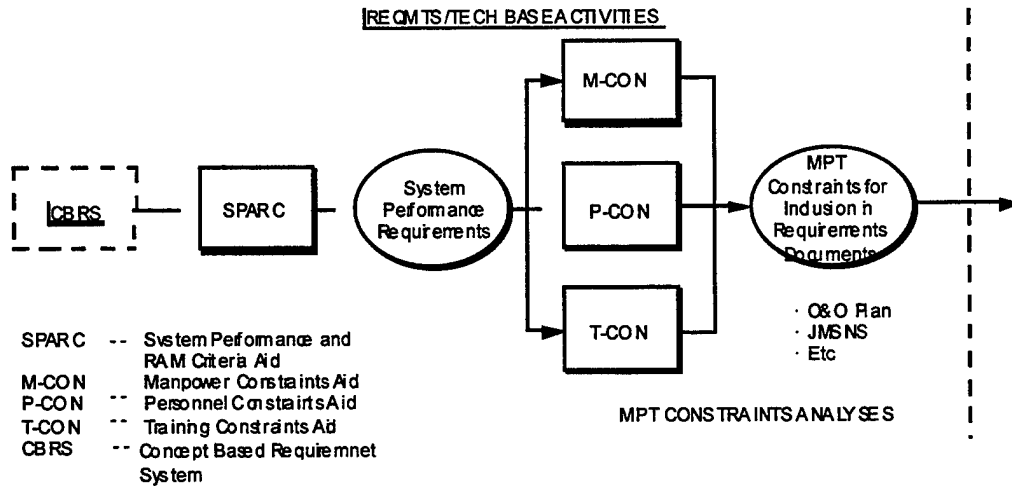 REQMTS/TECH BASE ACTIVITIES
CBRS
SPARC
System
Performance
Requirements
M-CON
P-CON
T-CON
MPT
Constraints for
Inclusion in
Requirements
Documents
· O&O Plan
· JMSNS
· Etc
SPARC -- System Performance and
RAM Criteria Aid
M-CON -- Manpower Constraints Aid
P-CON -- Personnel Constraints Aid
T-CON -- Training Constraints Aid
CBRS -- Concept Based Requiremnet
System
MPT CONSTRAINTS ANALYSES